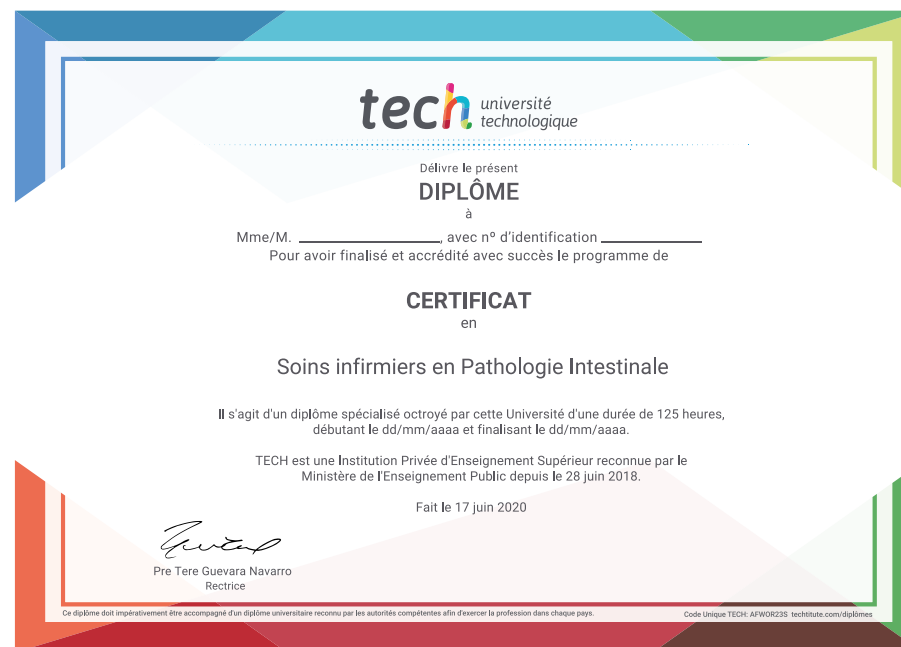 tech université
technologique
Délivre le présent
DIPLÔME
à
Mme/M. ____________________, avec nº d'identification ______________
Pour avoir finalisé et accrédité avec succès le programme de
CERTIFICAT
en
Soins infirmiers en Pathologie Intestinale
Il s'agit d'un diplôme spécialisé octroyé par cette Université d'une durée de 125 heures,
débutant le dd/mm/aaaa et finalisant le dd/mm/aaaa.
TECH est une Institution Privée d'Enseignement Supérieur reconnue par le
Ministère de l'Enseignement Public depuis le 28 juin 2018.
Fait le 17 juin 2020
Pre Tere Guevara Navarro
Rectrice
Ce diplôme doit impérativement être accompagné d'un diplôme universitaire reconnu par les autorités compétentes afin d'exercer la profession dans chaque pays.
Code Unique TECH: AFWOR23S techtitute.com/diplômes